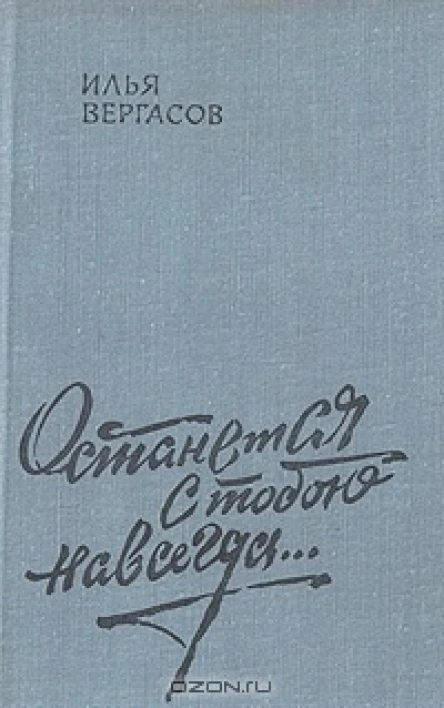 ИЛЬЯ
ВЕРГАСОВ
Останется
с тобою
навсегда...
ozon.ru